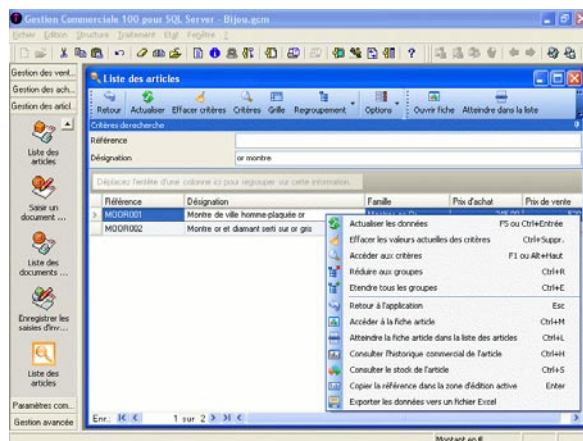 Gestion Commerciale 100 pour SQL Server - Bijou.gcm
Fichier Edition Structure Traitement Etat Fenêtre ?
Gestion des vent...
Gestion des ach...
Gestion des articl...
Liste des articles
Saisir un document ...
Liste des documents ...
Enregistrer les saisies d'inv...
Liste des articles
Paramètres com...
Gestion avancée
Liste des articles
Retour Actualiser Effacer critères Critères Grille Regroupement Options Ouvrir fiche Atteindre dans la liste
Critères de recherche
Référence
Désignation or montre
Déplacez l'entête d'une colonne ici pour regrouper sur cette information.
Référence Désignation Famille Prix d'achat Prix de vente
MOOR001 Montre de ville homme plaquée or
MOOR002 Montre or et diamant serti sur or gris
Actualiser les données F5 ou Ctrl+Entrée
Effacer les valeurs actuelles des critères Ctrl+Suppr.
Accéder aux critères F1 ou Alt+Haut
Réduire aux groupes Ctrl+R
Etendre tous les groupes Ctrl+E
Retour à l'application Esc
Accéder à la fiche article Ctrl+M
Atteindre la fiche article dans la liste des articles Ctrl+L
Consulter l'historique commercial de l'article Ctrl+H
Consulter le stock de l'article Ctrl+S
Copier la référence dans la zone d'édition active Enter
Exporter les données vers un fichier Excel
Enr.: 1 sur 2